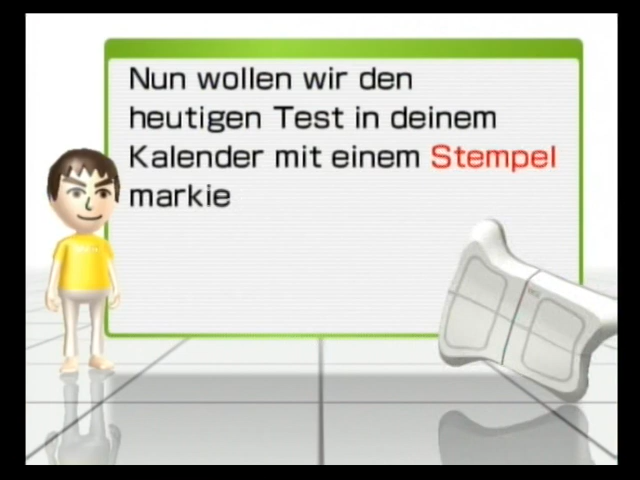 Nun wollen wir den
heutigen Test in deinem
Kalender mit einem Stempel
markie